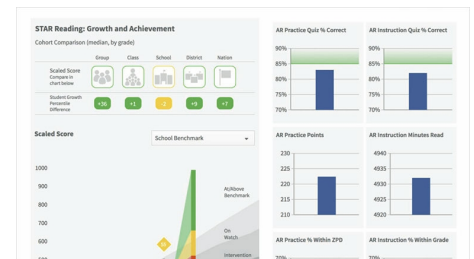 STAR Reading: Growth and Achievement
Cohort Comparison (median, by grade)
Group Class School District Nation
Scaled Score
Compare in
chart below
Student Growth
Percentile
Difference
+36 +1 -2 +9 +7
Scaled Score
School Benchmark
1000
900
800
700
600
500
At/Above
Benchmark
On
Watch
Intervention
AR Practice Quiz % Correct
90%
85%
80%
75%
70%
AR Instruction Quiz % Correct
90%
85%
80%
75%
70%
AR Practice Points
230
225
220
215
210
AR Instruction Minutes Read
4940
4935
4930
4925
4920
AR Practice % Within ZPD
70%
AR Instruction % Within Grade
70%